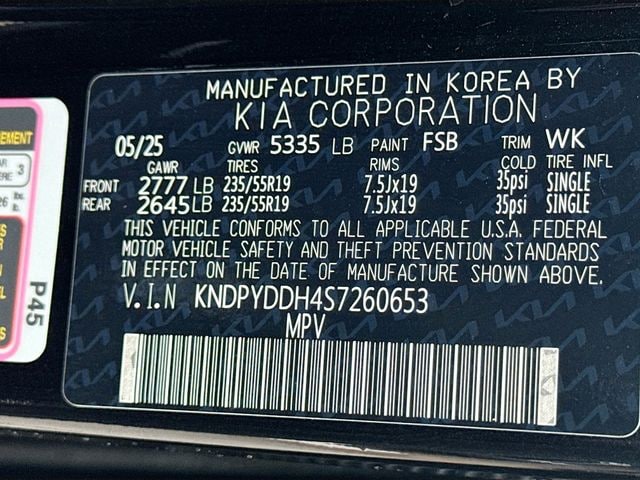 MANUFACTURED IN KOREA BY
KIA CORPORATION
05/25 GVWR 5335 LB PAINT FSB TRIM WK
GAWR TIRES RIMS COLD TIRE INFL
FRONT 2777 LB 235/55R19 7.5Jx19 35psi SINGLE
REAR 2645 LB 235/55R19 7.5Jx19 35psi SINGLE
THIS VEHICLE CONFORMS TO ALL APPLICABLE U.S.A. FEDERAL
MOTOR VEHICLE SAFETY AND THEFT PREVENTION STANDARDS
IN EFFECT ON THE DATE OF MANUFACTURE SHOWN ABOVE.
V.I.N KNDPYDDH4S7260653
MPV
3
P45